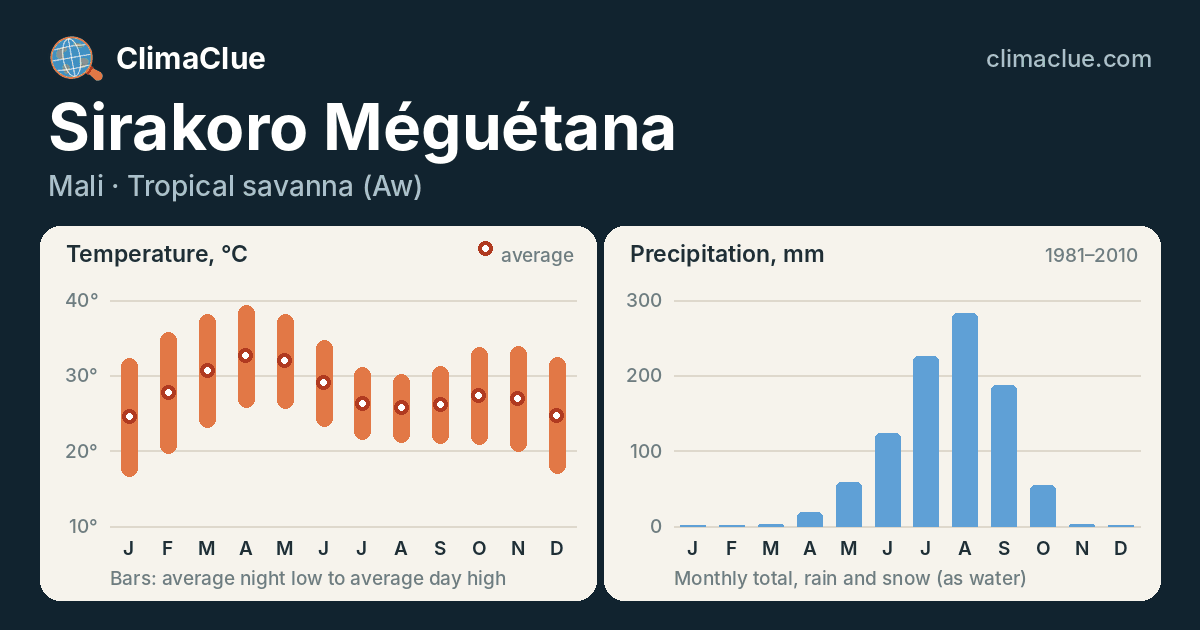 ClimaClue
climaclue.com
Sirakoro Méguétana
Mali · Tropical savanna (Aw)
Temperature, °C
average
40°
30°
20°
10°
J F M A M J J A S O N D
Bars: average night low to average day high
Precipitation, mm
1981–2010
300
200
100
0
J F M A M J J A S O N D
Monthly total, rain and snow (as water)